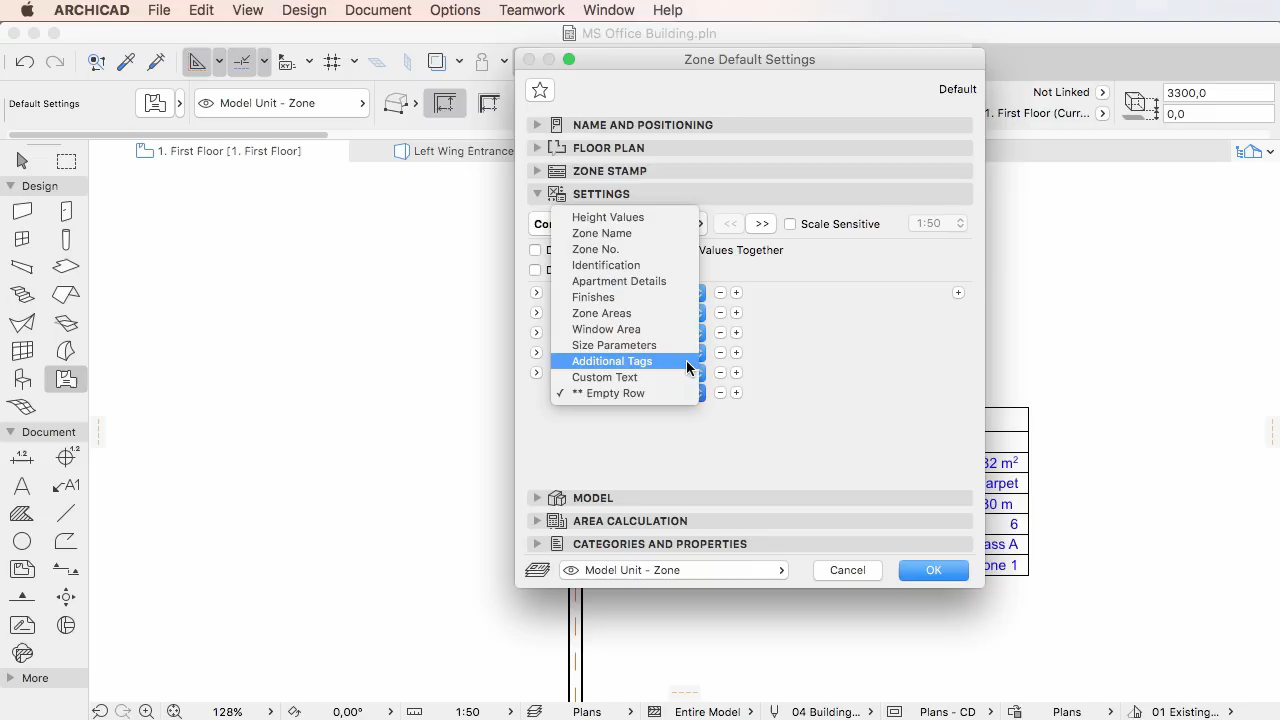 ARCHICAD File Edit View Design Document Options Teamwork Window Help
MS Office Building.pln
Zone Default Settings
Default
Default Settings
Model Unit - Zone
Not Linked
3300,0
1. First Floor (Curr...
0,0
NAME AND POSITIONING
1. First Floor [1. First Floor]
Left Wing Entrance
FLOOR PLAN
ZONE STAMP
Design
SETTINGS
Height Values
Zone Name
Zone No.
Identification
Apartment Details
Finishes
Zone Areas
Window Area
Size Parameters
Additional Tags
Custom Text
✓ ** Empty Row
Con
<< >>
Scale Sensitive
1:50
D
Values Together
D
Document
1.2
1.2
A1
32 m²
arpet
30 m
6
ass A
one 1
MODEL
AREA CALCULATION
CATEGORIES AND PROPERTIES
Model Unit - Zone
Cancel
OK
More
128%
0,00°
1:50
Plans
Entire Model
04 Building...
Plans - CD
Plans
01 Existing...